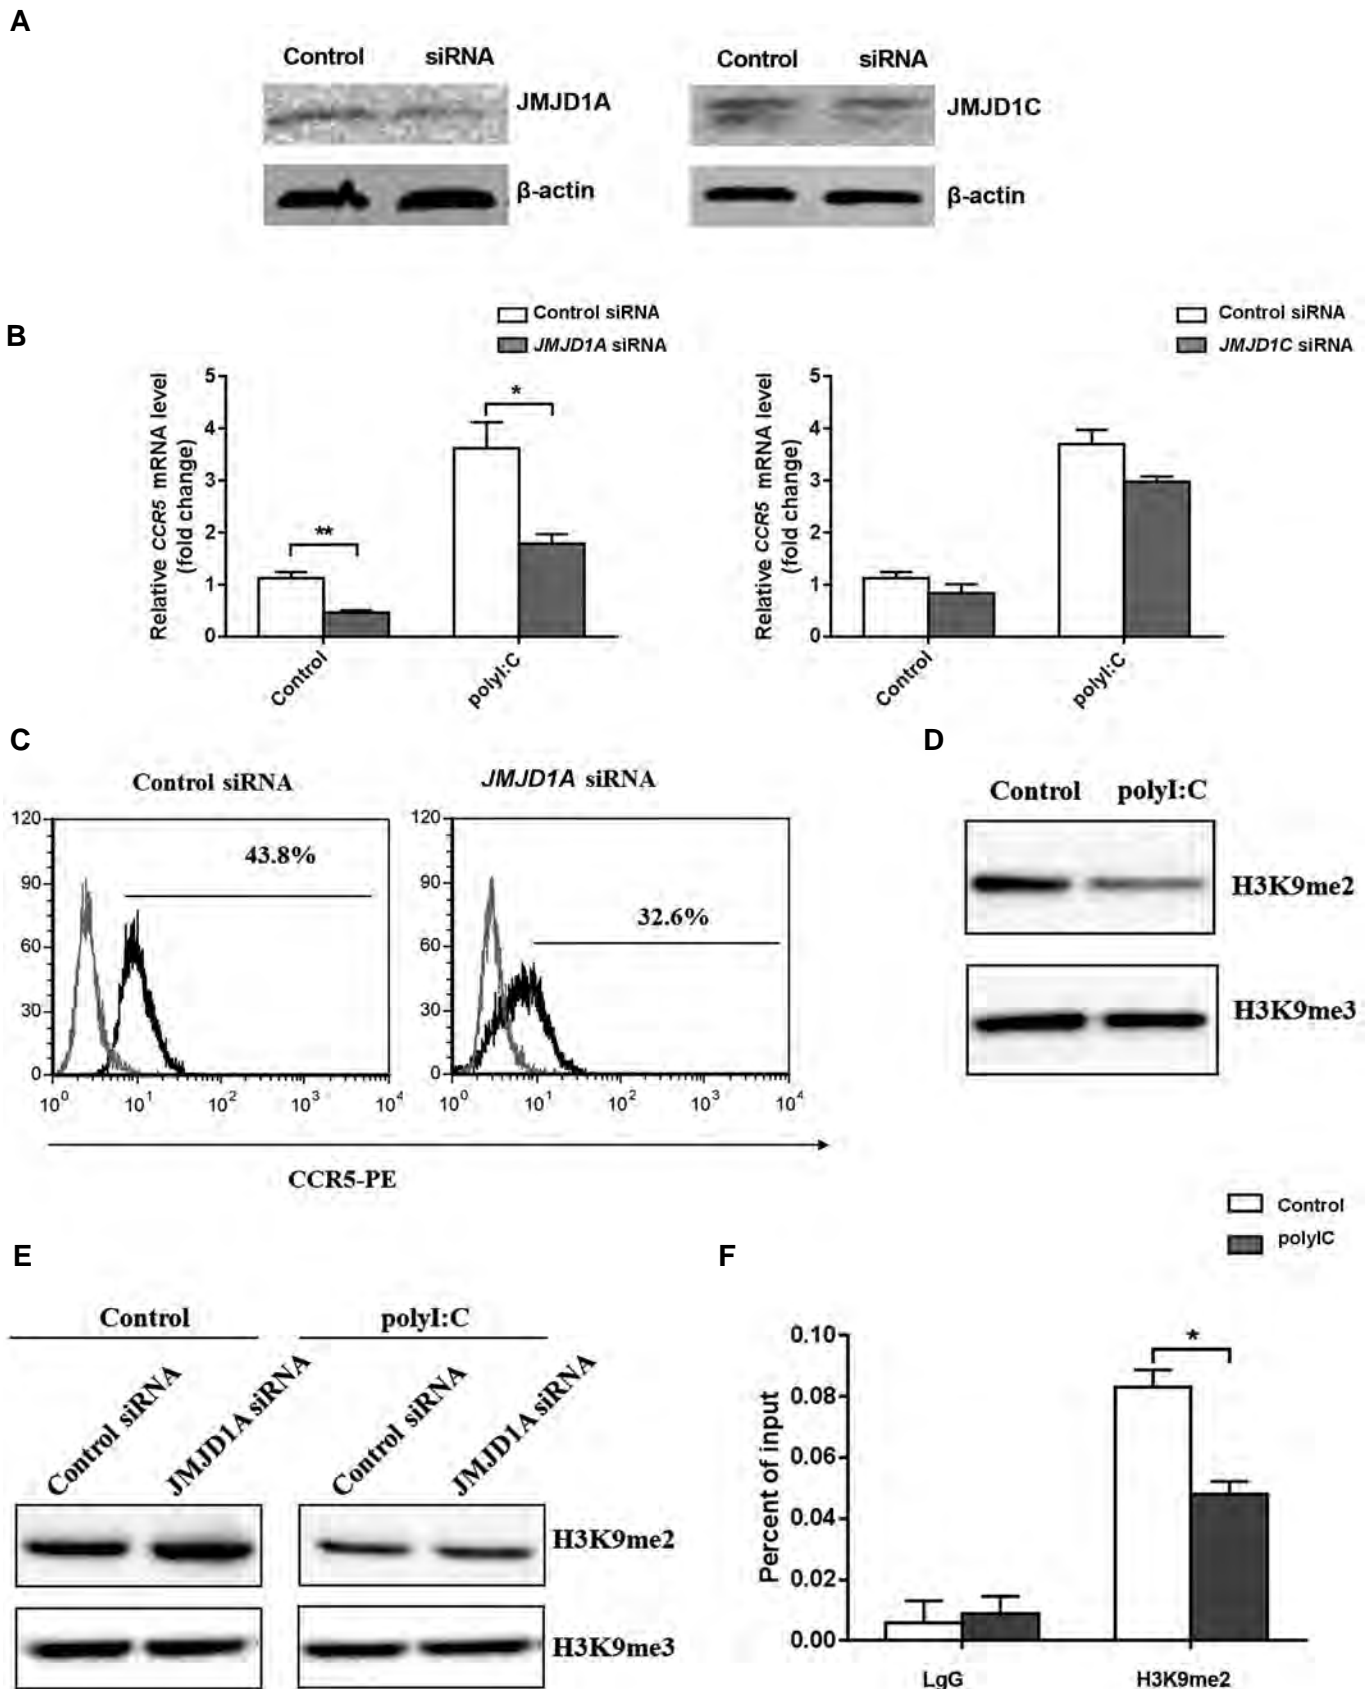 A
Control siRNA
JMJD1A
β-actin
Control siRNA
JMJD1C
β-actin
B
Control siRNA
JMJD1A siRNA
Relative CCR5 mRNA level
(fold change)
5
4
3
2
1
0
**
*
Control
polyI:C
Control siRNA
JMJD1C siRNA
Relative CCR5 mRNA level
(fold change)
5
4
3
2
1
0
Control
polyI:C
C
Control siRNA
120
90
60
30
0
43.8%
10^0 10^1 10^2 10^3 10^4
JMJD1A siRNA
120
90
60
30
0
32.6%
10^0 10^1 10^2 10^3 10^4
CCR5-PE
D
Control polyI:C
H3K9me2
H3K9me3
E
Control polyI:C
Control siRNA
JMJD1A siRNA
Control siRNA
JMJD1A siRNA
H3K9me2
H3K9me3
F
Control
polyIC
Percent of input
0.10
0.08
0.06
0.04
0.02
0.00
*
LgG H3K9me2